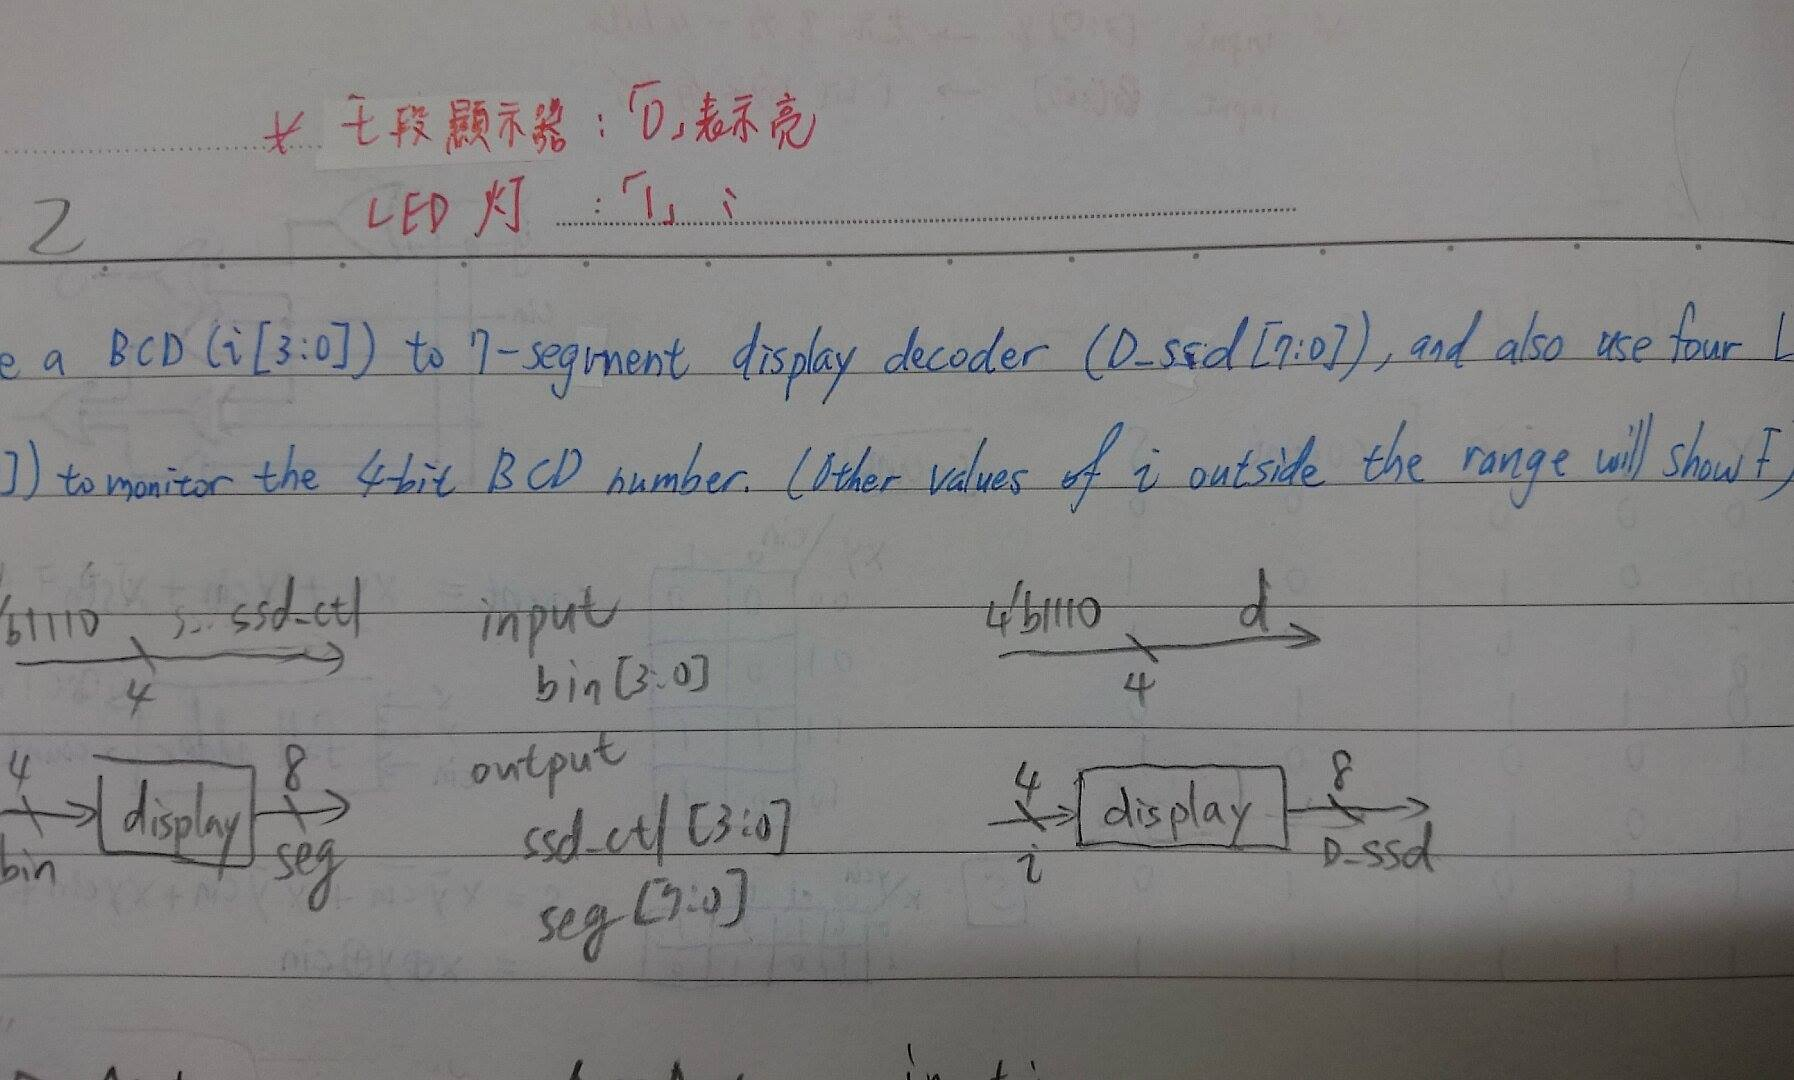 * 七段顯示器：「0」表示亮
2 LED 灯 ：「1」〃
e a BCD (i[3:0]) to 7-segment display decoder (D_ssd[7:0]), and also use four L
]) to monitor the 4-bit BCD number. (Other values of i outside the range will show F)
'b1110 ssd_ctl
4
input
bin[3:0]
4'b1110 d
4
4 display 8
bin seg
output
ssd_ctl[3:0]
seg[7:0]
4 display 8
i D_ssd